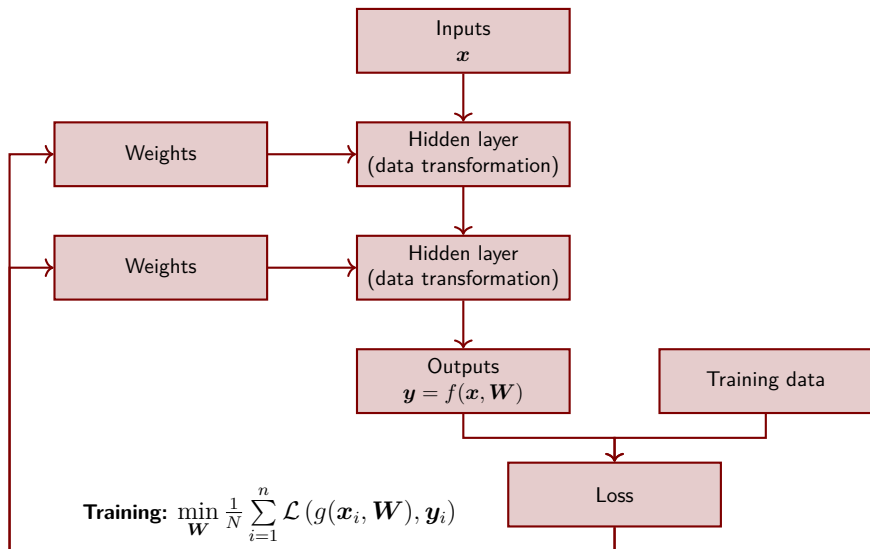 Inputs
x
Weights
Hidden layer
(data transformation)
Weights
Hidden layer
(data transformation)
Outputs
y = f(x, W)
Training data
Loss
Training: min_W 1/N ∑_{i=1}^{n} ℒ (g(x_i, W), y_i)